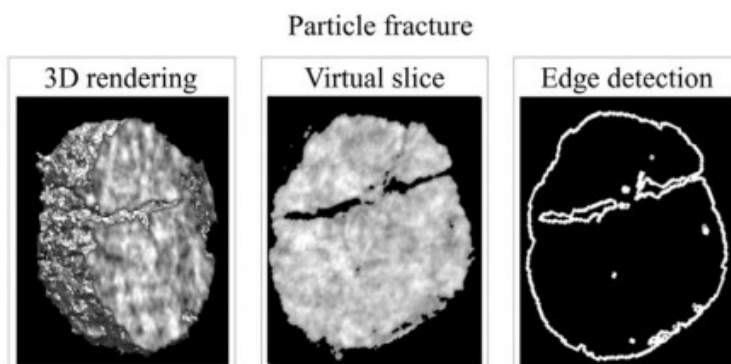 Particle fracture
3D rendering
Virtual slice
Edge detection